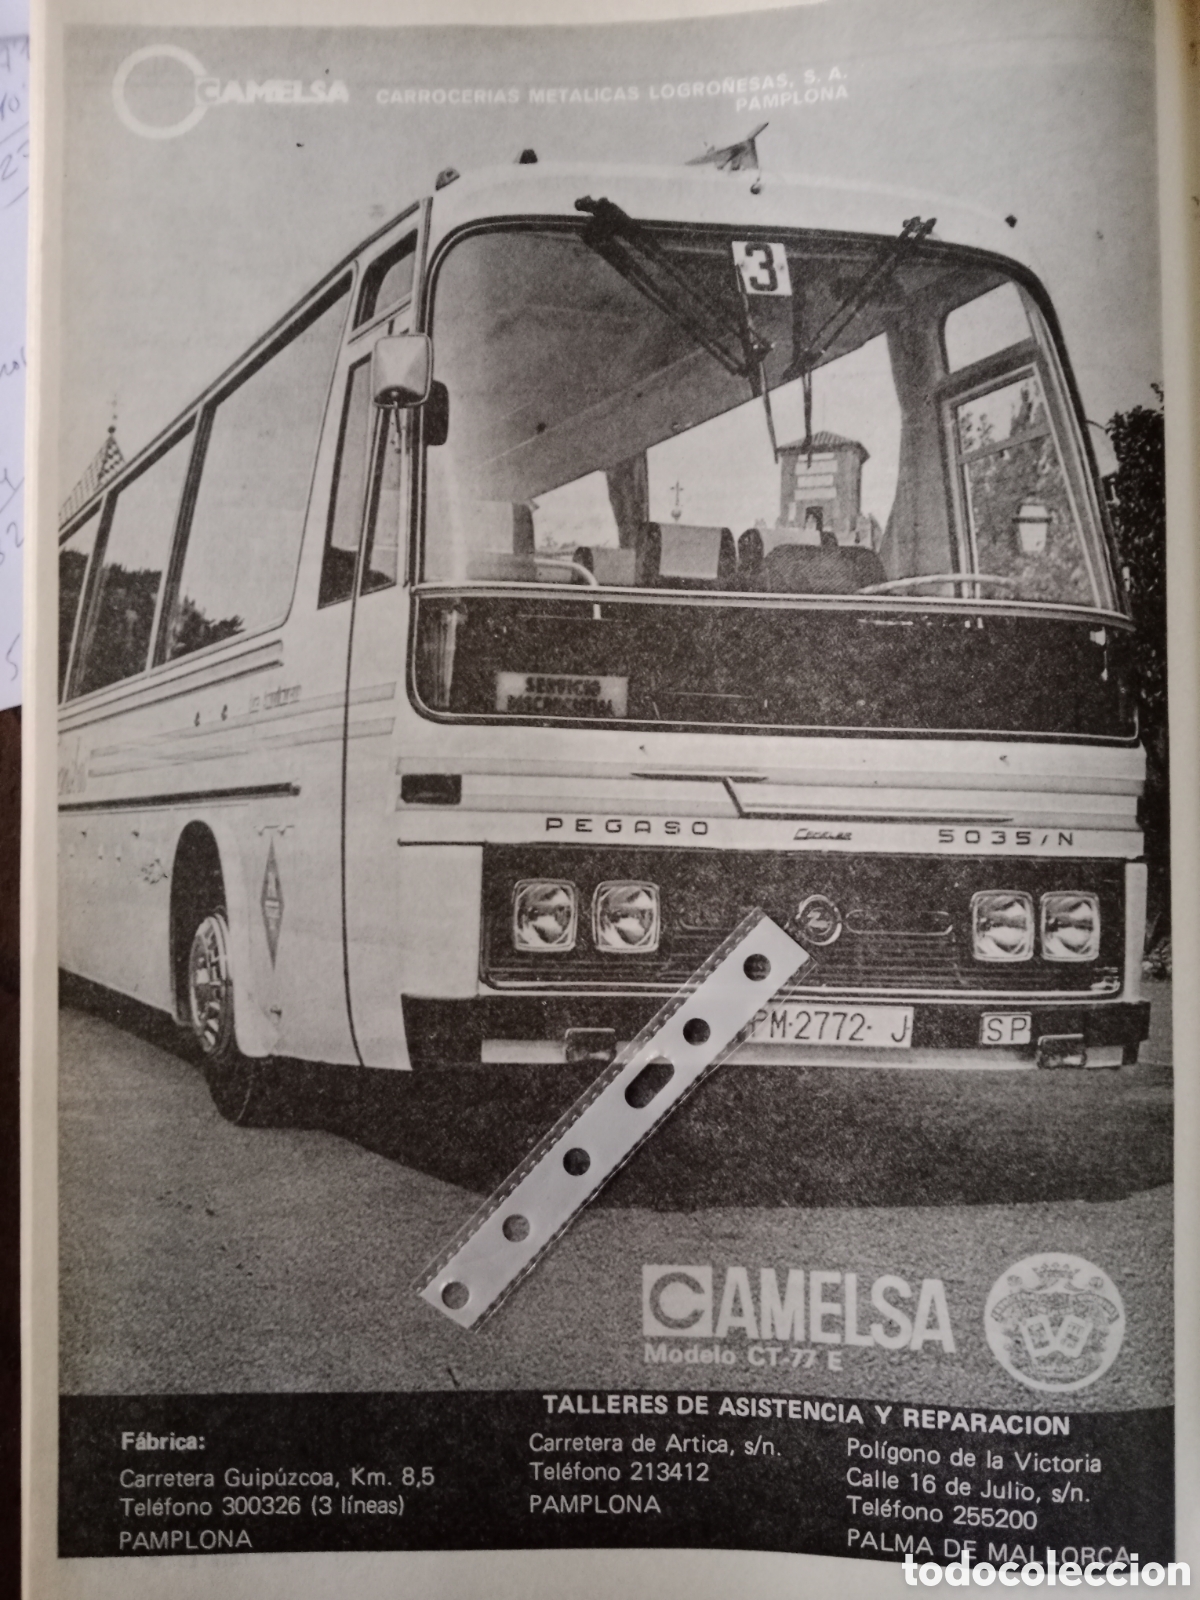 CAMELSA CARROCERIAS METALICAS LOGROÑESAS, S. A.
PAMPLONA
3
SERVICIO
DISCRECIONAL
PEGASO 5035/N
PM-2772-J SP
CAMELSA
Modelo CT-77 E
TALLERES DE ASISTENCIA Y REPARACION
Fábrica:
Carretera Guipúzcoa, Km. 8,5
Teléfono 300326 (3 líneas)
PAMPLONA
Carretera de Artica, s/n.
Teléfono 213412
PAMPLONA
Polígono de la Victoria
Calle 16 de Julio, s/n.
Teléfono 255200
PALMA DE MALLORCA
todocoleccion